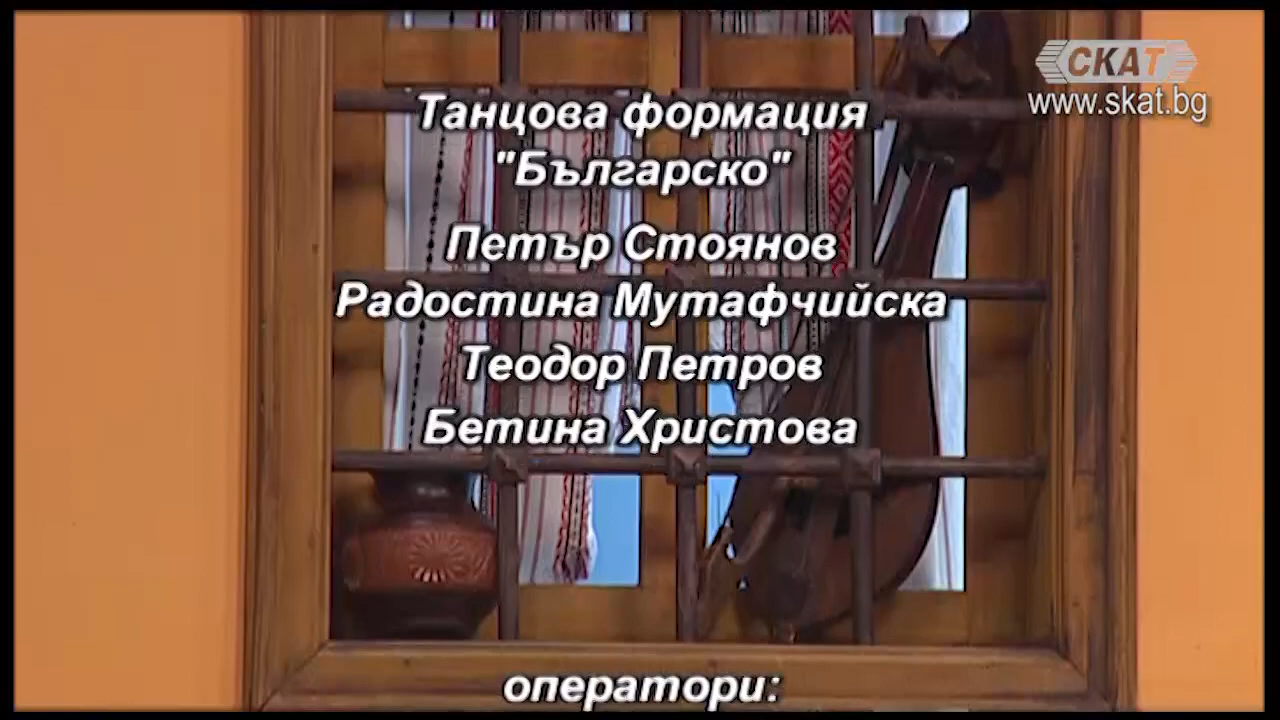 СКАТ
www.skat.bg
Танцова формация
"Българско"
Петър Стоянов
Радостина Мутафчийска
Теодор Петров
Бетина Христова
оператори: